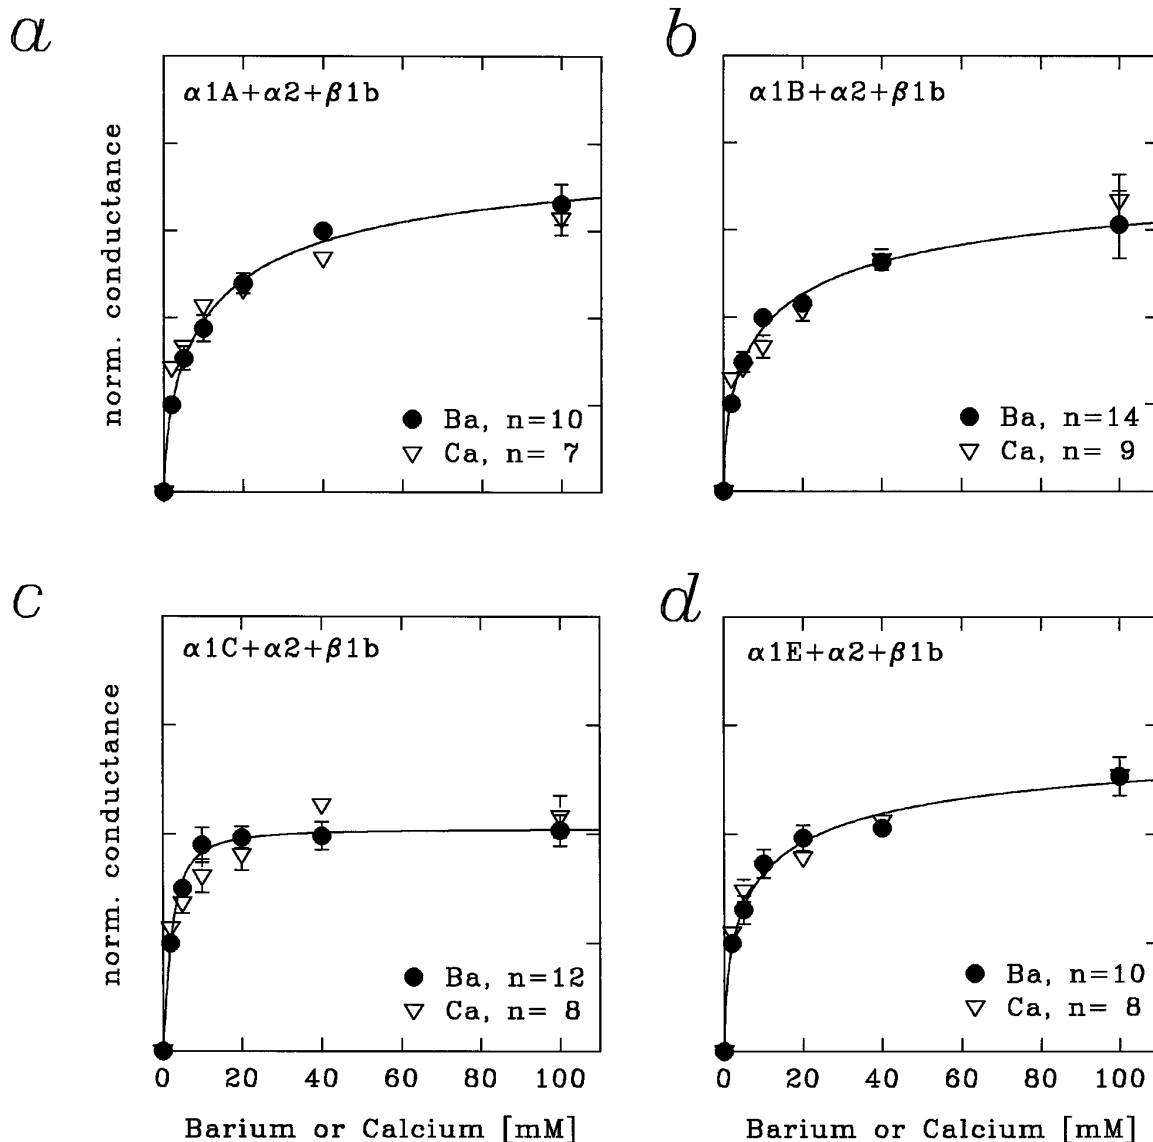 a
α1A+α2+β1b
norm. conductance
Ba, n=10
Ca, n= 7
b
α1B+α2+β1b
Ba, n=14
Ca, n= 9
c
α1C+α2+β1b
norm. conductance
Ba, n=12
Ca, n= 8
0 20 40 60 80 100
Barium or Calcium [mM]
d
α1E+α2+β1b
Ba, n=10
Ca, n= 8
0 20 40 60 80 100
Barium or Calcium [mM]